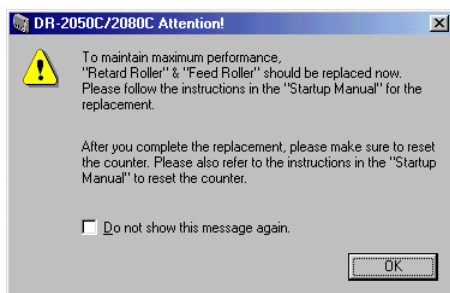 DR-2050C/2080C Attention!
To maintain maximum performance,
"Retard Roller" & "Feed Roller" should be replaced now.
Please follow the instructions in the "Startup Manual" for the
replacement.
After you complete the replacement, please make sure to reset
the counter. Please also refer to the instructions in the "Startup
Manual" to reset the counter.
Do not show this message again.
OK